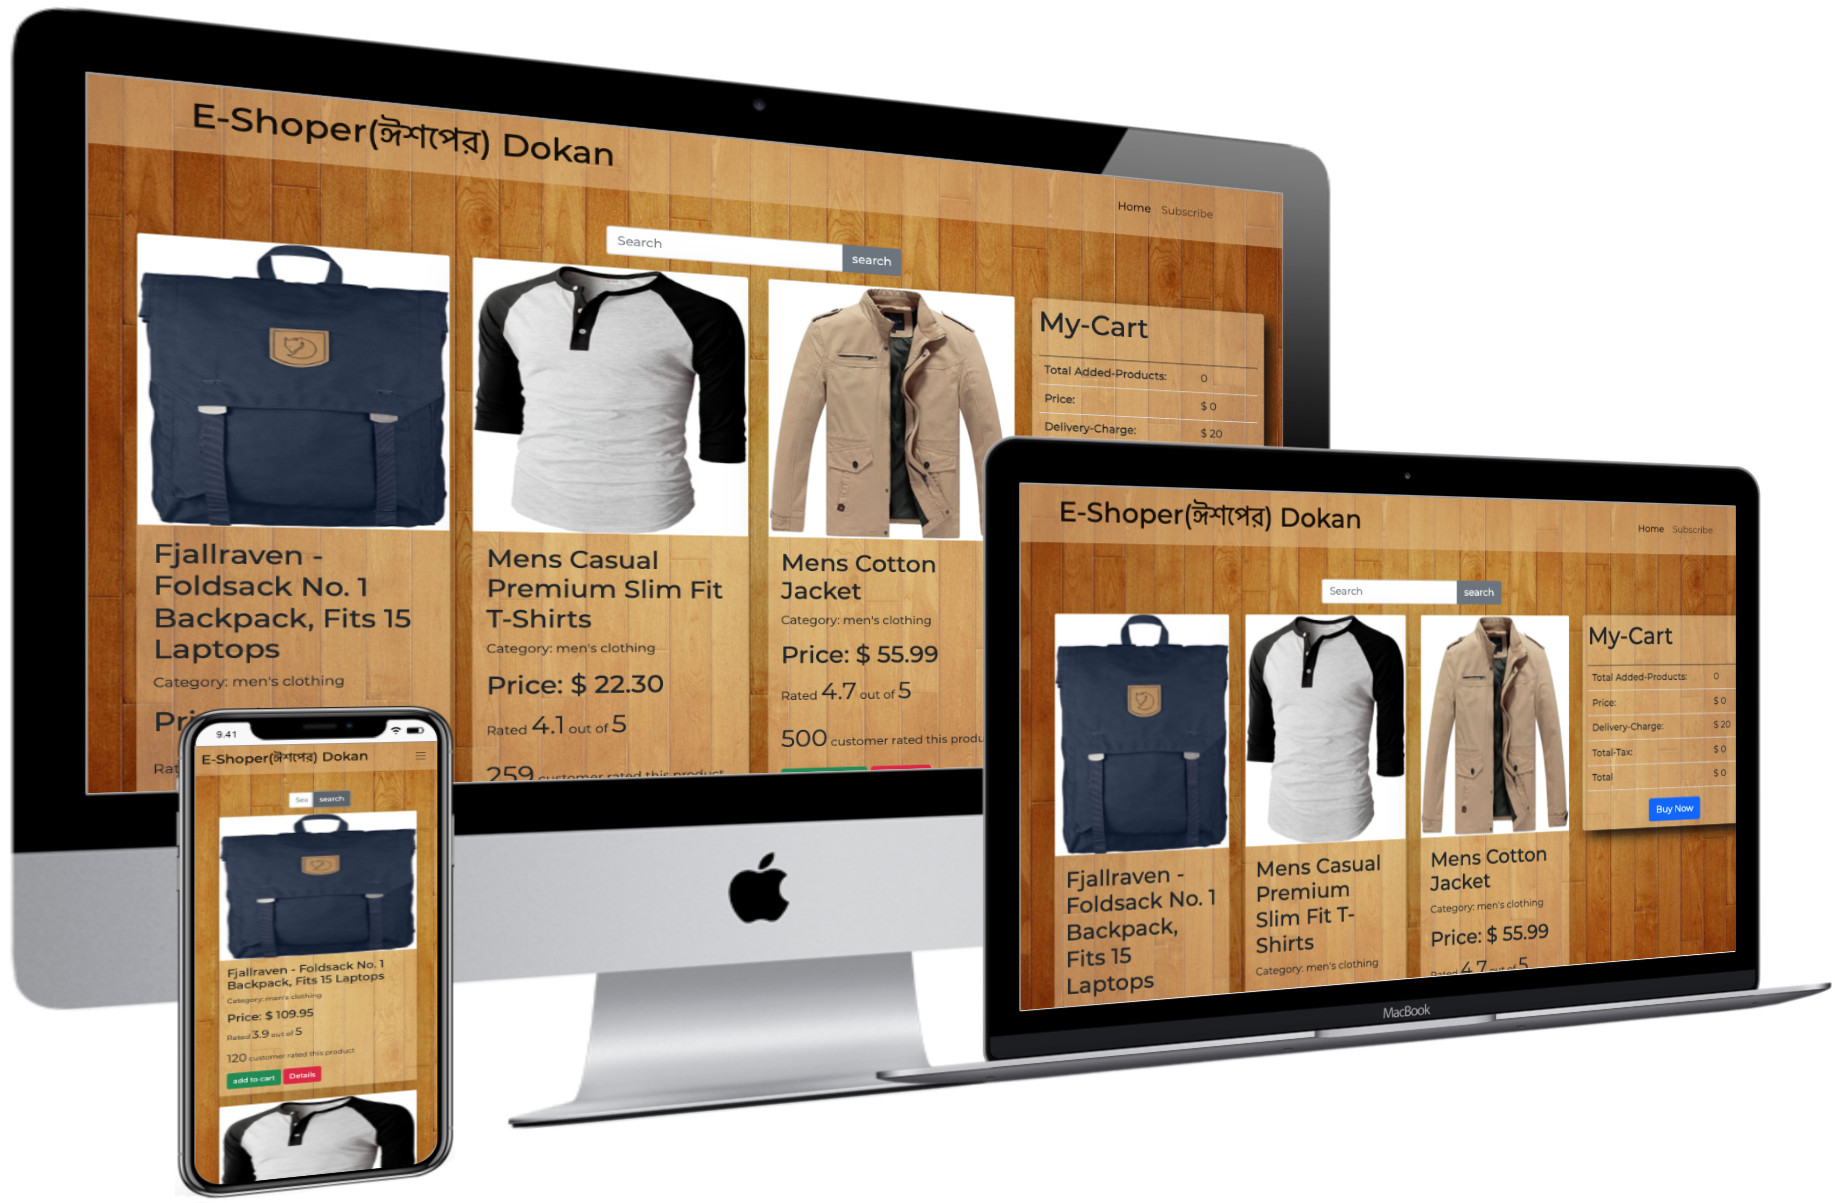 E-Shoper(ঈশপের) Dokan
Home Subscribe
Search search
Fjallraven -
Foldsack No. 1
Backpack, Fits 15
Laptops
Category: men's clothing
Mens Casual
Premium Slim Fit
T-Shirts
Category: men's clothing
Price: $ 22.30
Rated 4.1 out of 5
259 customer rated this product
Mens Cotton
Jacket
Category: men's clothing
Price: $ 55.99
Rated 4.7 out of 5
500 customer rated this produ
My-Cart
Total Added-Products: 0
Price: $ 0
Delivery-Charge: $ 20
9.41
E-Shoper(ঈশপের) Dokan
Sea search
Fjallraven - Foldsack No. 1
Backpack, Fits 15 Laptops
Category: men's clothing
Price: $ 109.95
Rated 3.9 out of 5
120 customer rated this product
add to cart Details
E-Shoper(ঈশপের) Dokan
Home Subscribe
Search search
Fjallraven -
Foldsack No. 1
Backpack,
Fits 15
Laptops
Mens Casual
Premium
Slim Fit T-
Shirts
Category: men's clothing
Mens Cotton
Jacket
Category: men's clothing
Price: $ 55.99
Rated 4.7 out of 5
My-Cart
Total Added-Products: 0
Price: $ 0
Delivery-Charge: $ 20
Total-Tax: $ 0
Total $ 0
Buy Now
MacBook